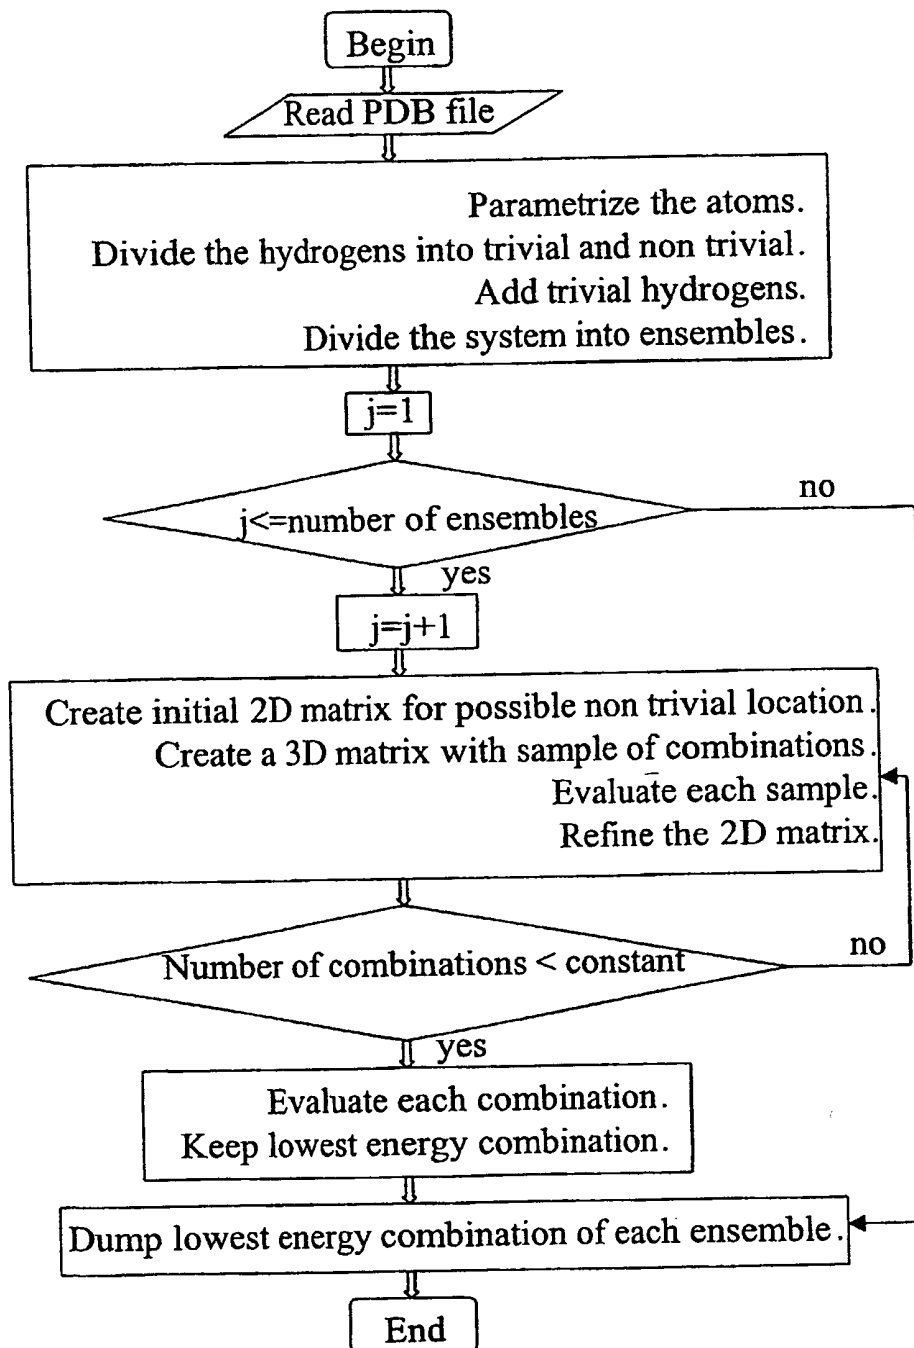 Begin
Read PDB file
Parametrize the atoms.
Divide the hydrogens into trivial and non trivial.
Add trivial hydrogens.
Divide the system into ensembles.
j=1
no
j<=number of ensembles
yes
j=j+1
Create initial 2D matrix for possible non trivial location.
Create a 3D matrix with sample of combinations.
Evaluate each sample.
Refine the 2D matrix.
no
Number of combinations < constant
yes
Evaluate each combination.
Keep lowest energy combination.
Dump lowest energy combination of each ensemble.
End